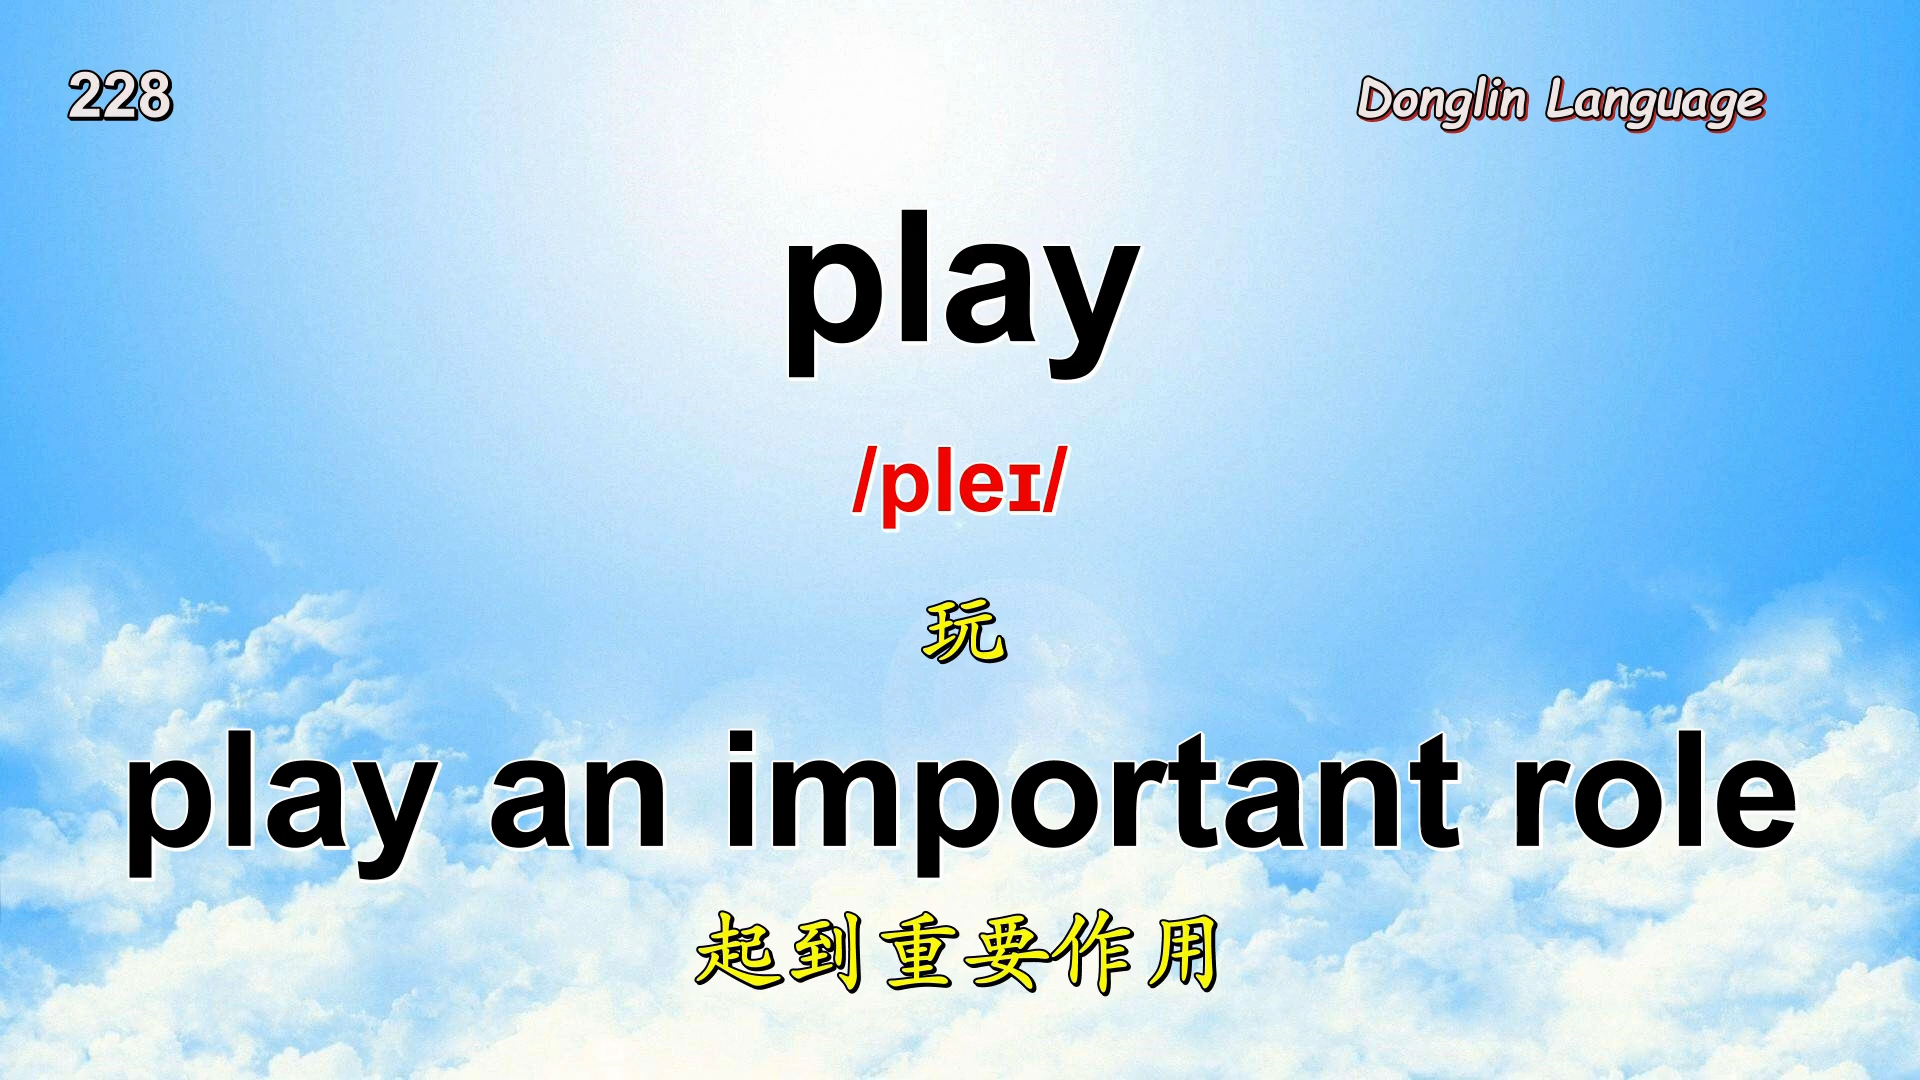 228
Donglin Language
play
/pleɪ/
玩
play an important role
起到重要作用